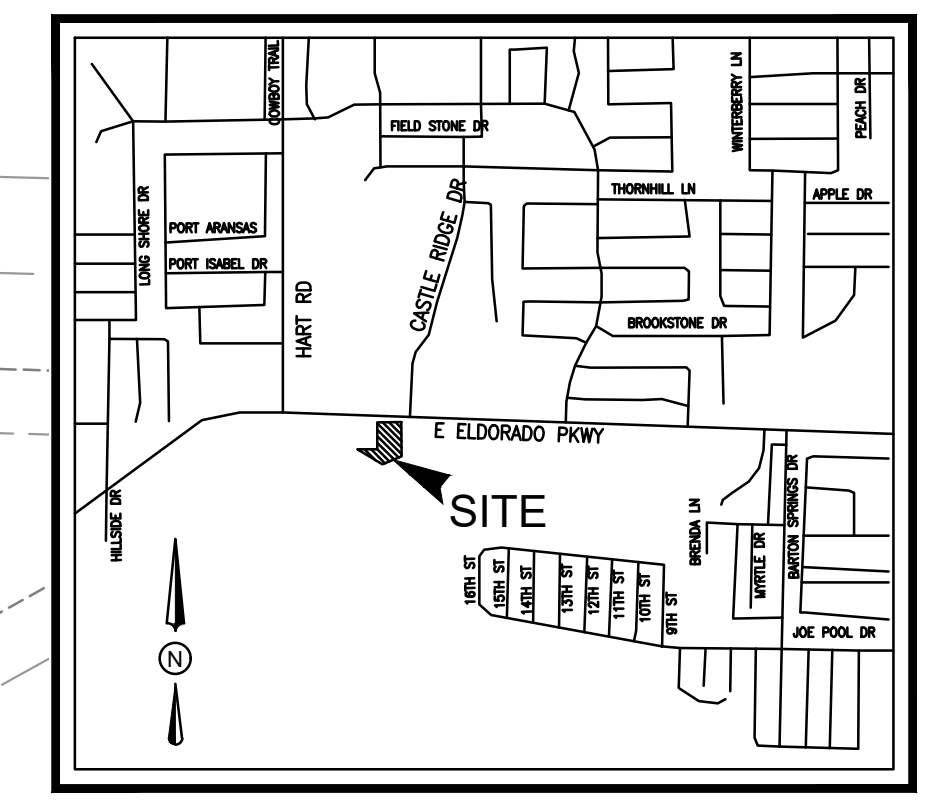 COWBOY TRAIL
WINTERBERRY LN
PEACH DR
FIELD STONE DR
THORNHILL LN
APPLE DR
LONG SHORE DR
PORT ARANSAS
PORT ISABEL DR
CASTLE RIDGE DR
HART RD
BROOKSTONE DR
E ELDORADO PKWY
SITE
HILLSIDE DR
BRENDA LN
BARTON SPRINGS DR
MYRTLE DR
16TH ST
15TH ST
14TH ST
13TH ST
12TH ST
11TH ST
10TH ST
9TH ST
JOE POOL DR
N